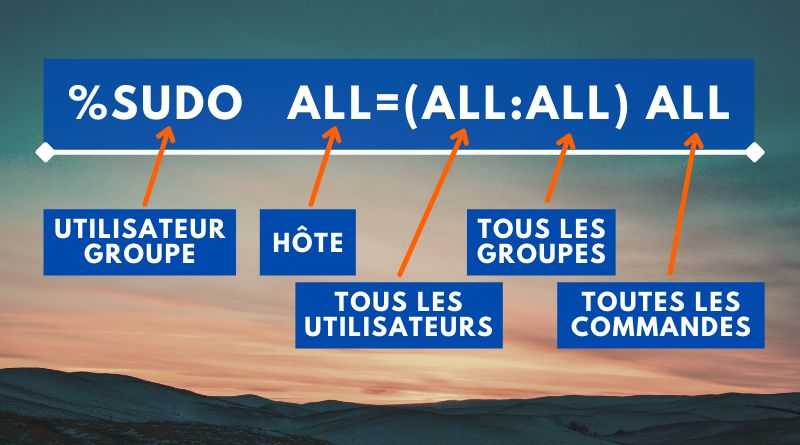 %SUDO ALL=(ALL:ALL) ALL
UTILISATEUR
GROUPE
HÔTE
TOUS LES
UTILISATEURS
TOUS LES
GROUPES
TOUTES LES
COMMANDES